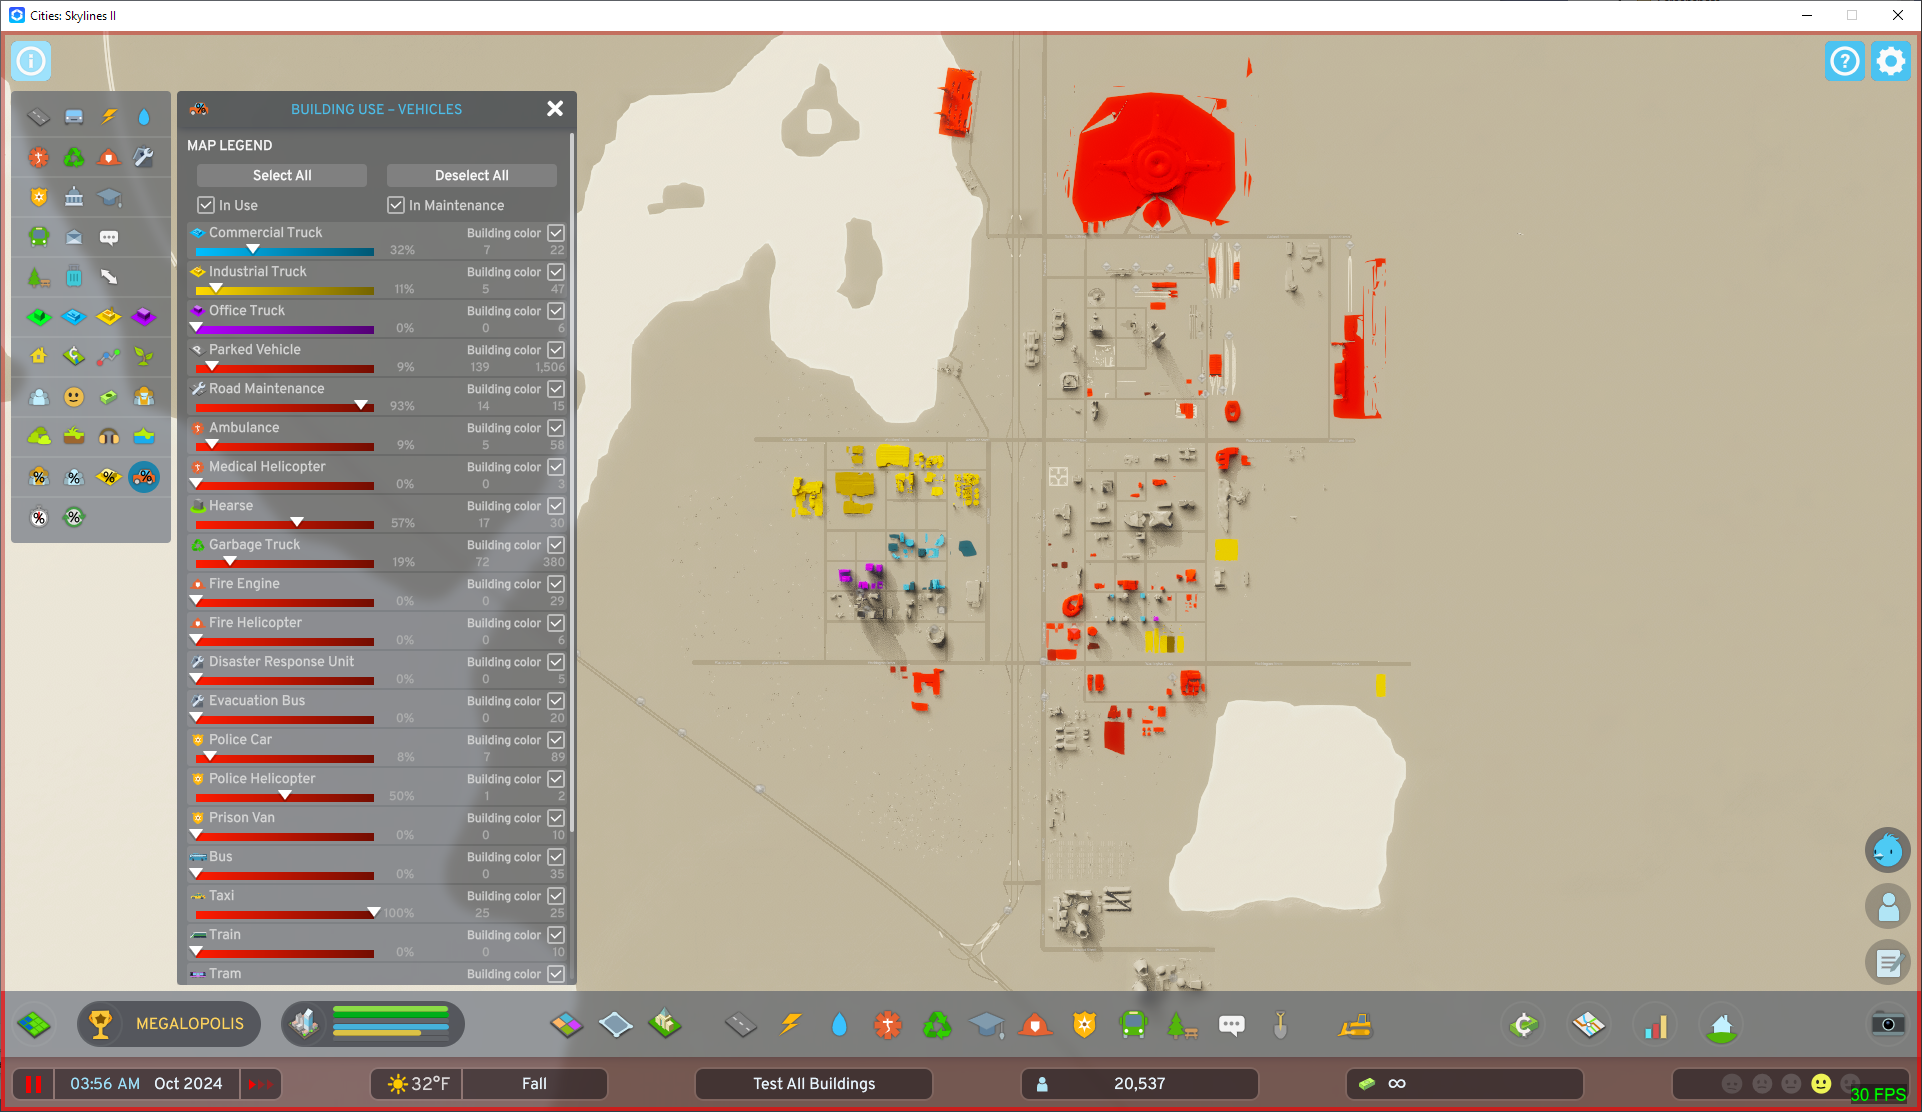 Cities: Skylines II
BUILDING USE – VEHICLES
MAP LEGEND
Select All
Deselect All
In Use
In Maintenance
Commercial Truck Building color
32% 7 22
Industrial Truck Building color
11% 5 47
Office Truck Building color
0% 0 6
Parked Vehicle Building color
9% 139 1,506
Road Maintenance Building color
93% 14 15
Ambulance Building color
9% 5 58
Medical Helicopter Building color
0% 0 3
Hearse Building color
57% 17 30
Garbage Truck Building color
19% 72 380
Fire Engine Building color
0% 0 29
Fire Helicopter Building color
0% 0 6
Disaster Response Unit Building color
0% 0 5
Evacuation Bus Building color
0% 0 20
Police Car Building color
8% 7 89
Police Helicopter Building color
50% 1 2
Prison Van Building color
0% 0 10
Bus Building color
0% 0 35
Taxi Building color
100% 25 25
Train Building color
0% 0 10
Tram Building color
MEGALOPOLIS
03:56 AM Oct 2024
32°F
Fall
Test All Buildings
20,537
∞
30 FPS